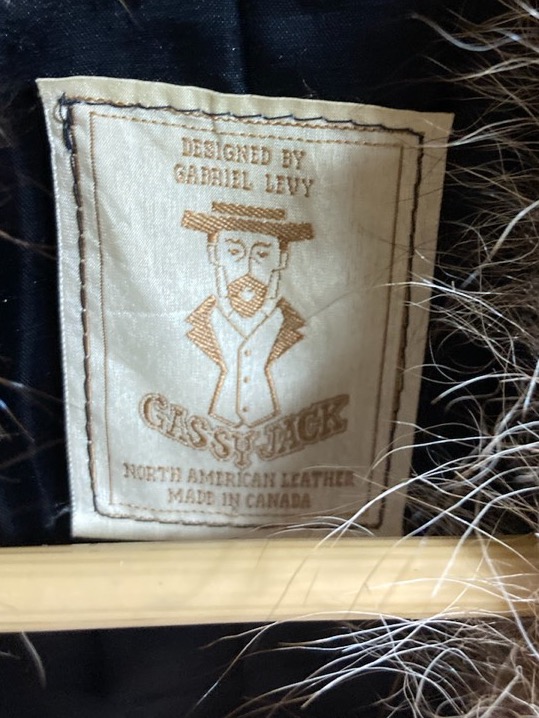 DESIGNED BY
GABRIEL LEVY
GASSY JACK
NORTH AMERICAN LEATHER
MADE IN CANADA